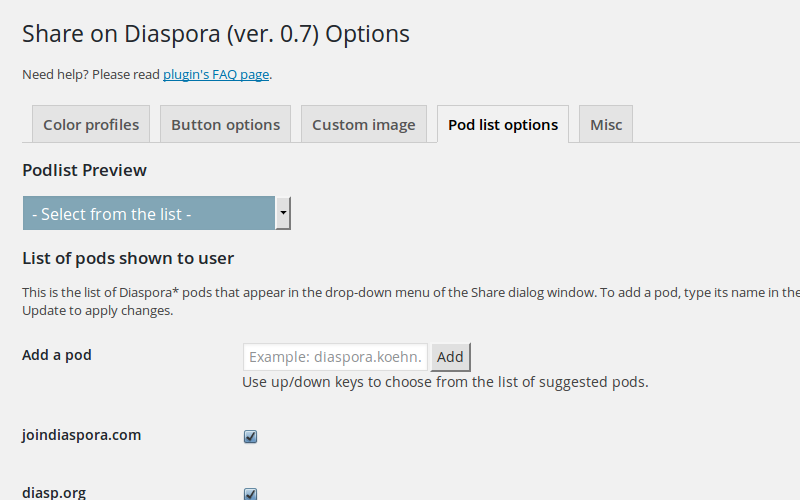 Share on Diaspora (ver. 0.7) Options
Need help? Please read plugin's FAQ page.
Color profiles
Button options
Custom image
Pod list options
Misc
Podlist Preview
- Select from the list -
List of pods shown to user
This is the list of Diaspora* pods that appear in the drop-down menu of the Share dialog window. To add a pod, type its name in the
Update to apply changes.
Add a pod
Example: diaspora.koehn.
Add
Use up/down keys to choose from the list of suggested pods.
joindiaspora.com
diasp.org